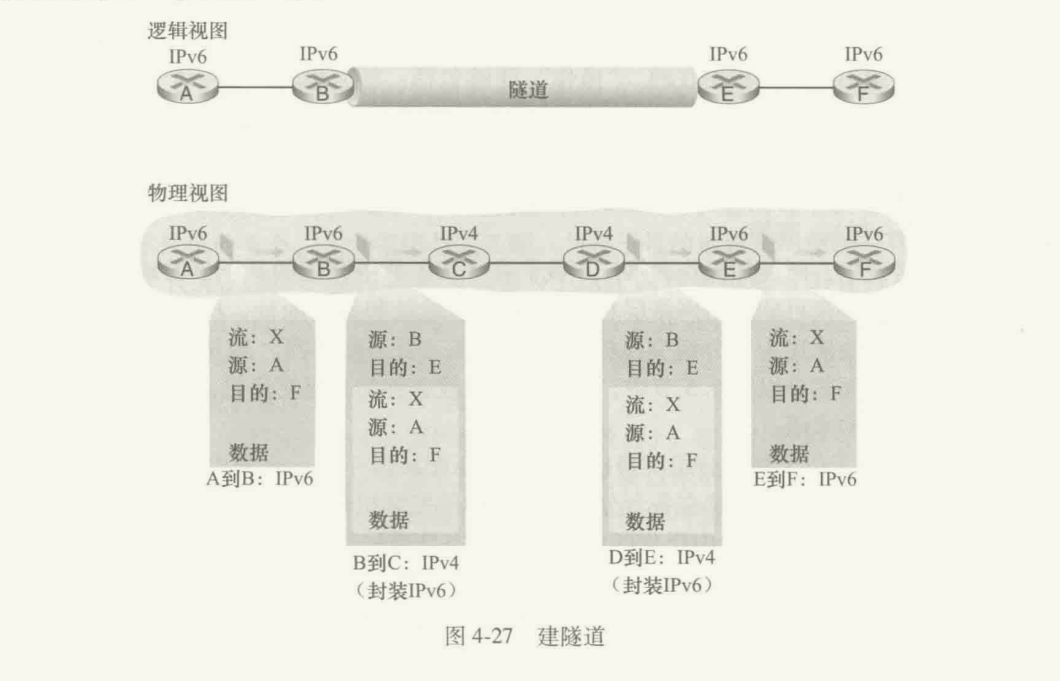 逻辑视图
IPv6 IPv6 IPv6 IPv6
A B 隧道 E F
物理视图
IPv6 IPv6 IPv4 IPv4 IPv6 IPv6
A B C D E F
流：X
源：A
目的：F
数据
A到B：IPv6
源：B
目的：E
流：X
源：A
目的：F
数据
B到C：IPv4
（封装IPv6）
源：B
目的：E
流：X
源：A
目的：F
数据
D到E：IPv4
（封装IPv6）
流：X
源：A
目的：F
数据
E到F：IPv6
图 4-27 建隧道